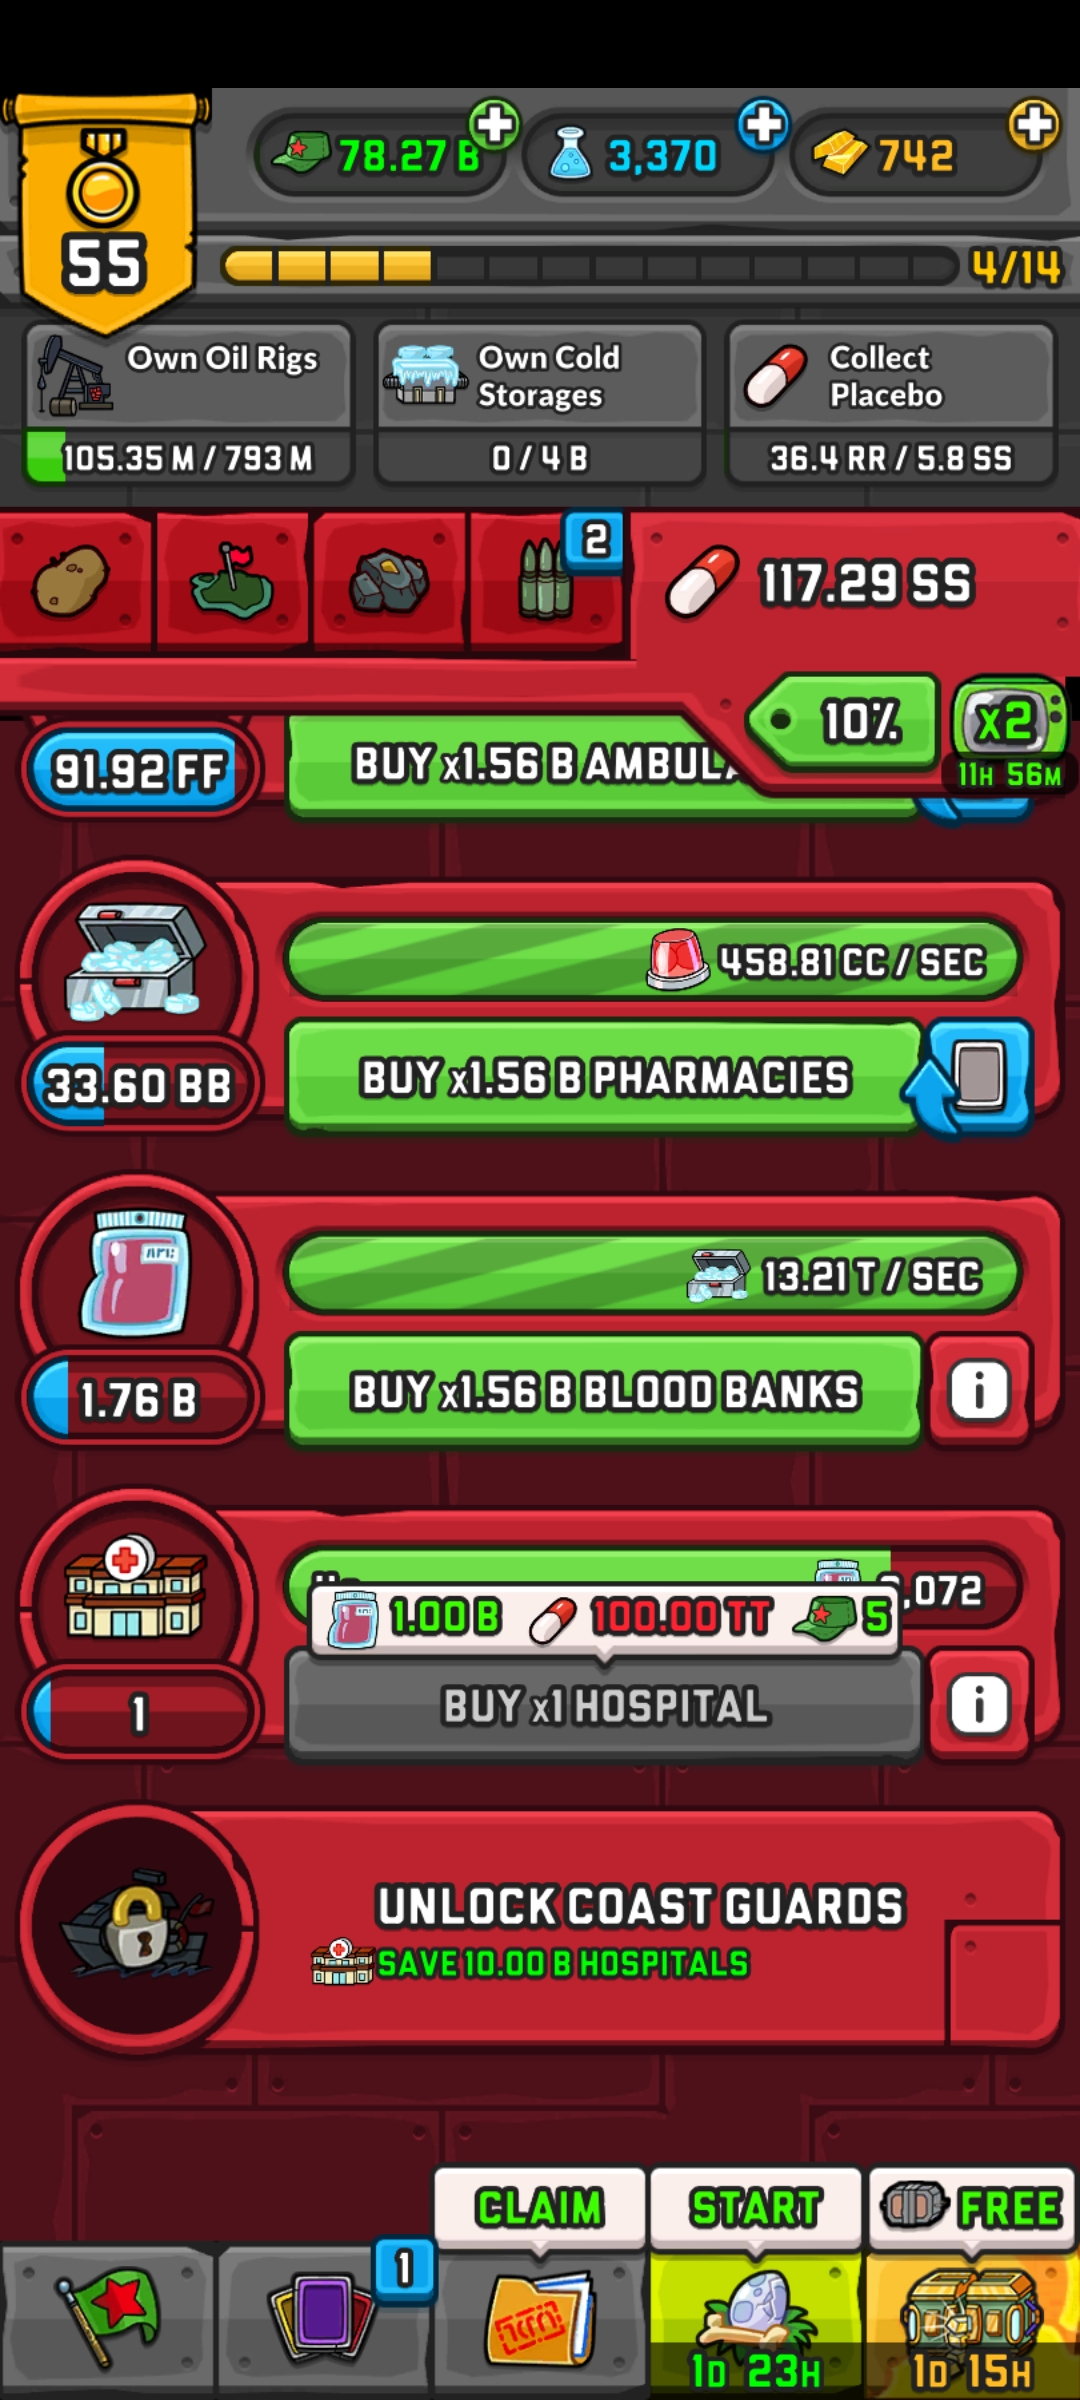 78.27 B
3,370
742
55
4/14
Own Oil Rigs
105.35 M / 793 M
Own Cold
Storages
0 / 4 B
Collect
Placebo
36.4 RR / 5.8 SS
2
117.29 SS
10%
x2
11H 56M
91.92 FF
BUY x1.56 B
458.81 CC / SEC
33.60 BB
BUY x1.56 B PHARMACIES
13.21 T / SEC
1.76 B
BUY x1.56 B BLOOD BANKS
i
,072
1.00 B
100.00 TT
5
1
BUY x1 HOSPITAL
i
UNLOCK COAST GUARDS
SAVE 10.00 B HOSPITALS
CLAIM
START
FREE
1
1D 23H
1D 15H